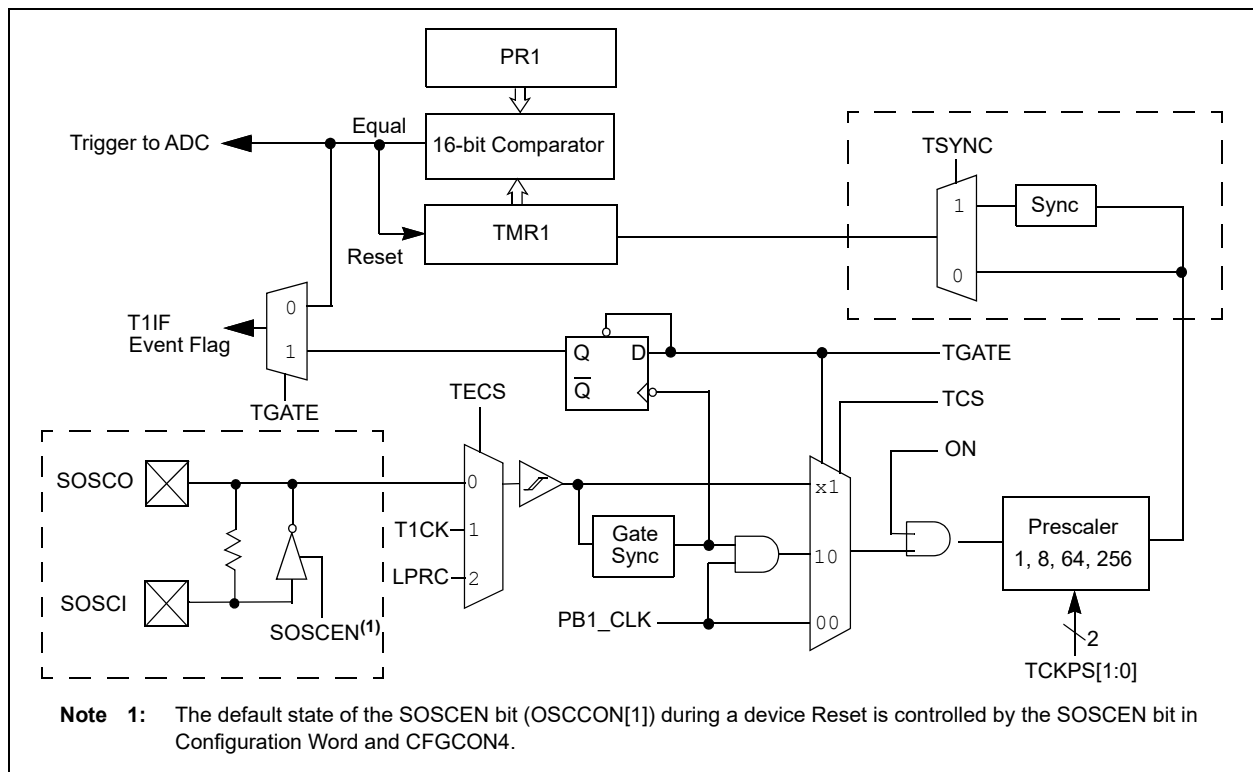 PR1
Trigger to ADC
Equal
16-bit Comparator
TSYNC
1
Sync
TMR1
Reset
0
0
T1IF
Event Flag
1
Q
D
Q
TGATE
TGATE
TECS
TCS
ON
SOSCO
0
x1
T1CK
1
Gate
Sync
10
Prescaler
1, 8, 64, 256
LPRC
2
SOSCI
SOSCEN(1)
PB1_CLK
00
2
TCKPS[1:0]
Note 1: The default state of the SOSCEN bit (OSCCON[1]) during a device Reset is controlled by the SOSCEN bit in
Configuration Word and CFGCON4.